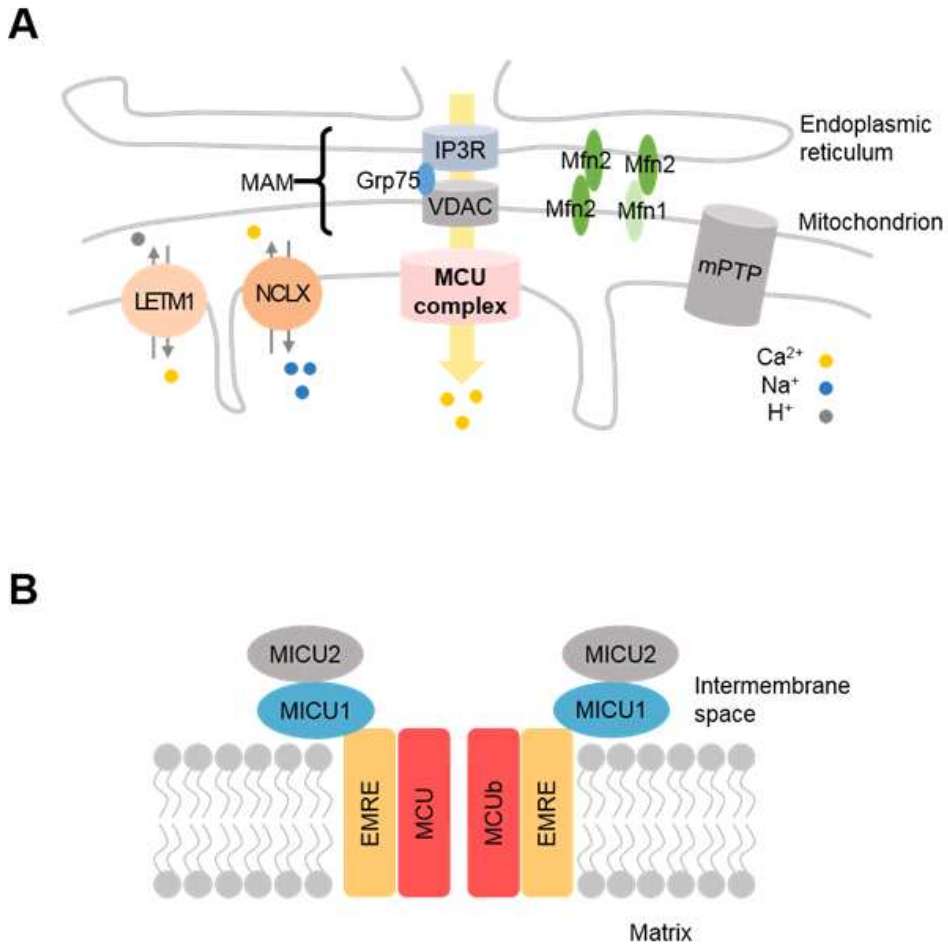 A
Endoplasmic
reticulum
IP3R
Mfn2
Mfn2
MAM
Grp75
VDAC
Mfn2
Mfn1
Mitochondrion
mPTP
LETM1
NCLX
MCU
complex
Ca²⁺
Na⁺
H⁺
B
MICU2
MICU2
MICU1
MICU1
Intermembrane
space
EMRE
MCU
MCUb
EMRE
Matrix